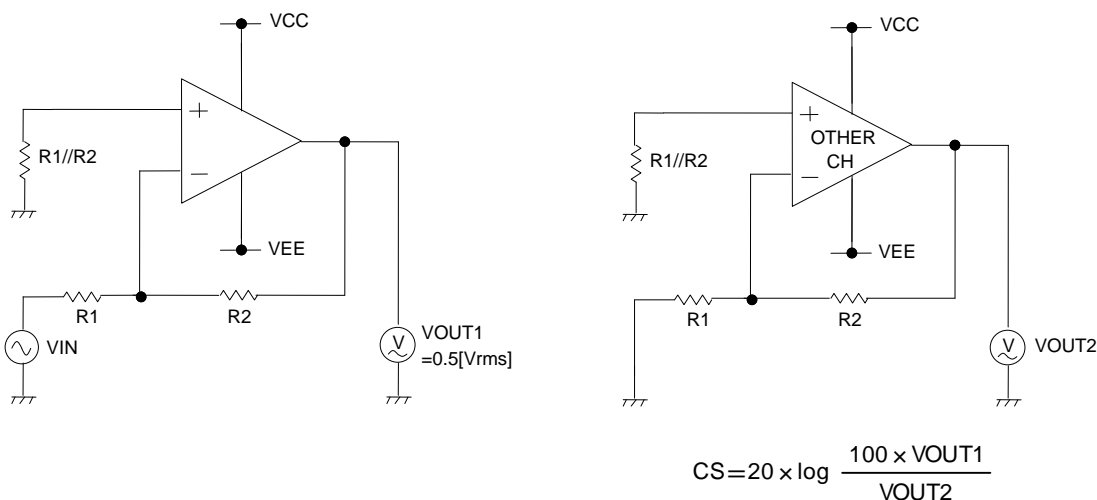 VCC
R1//R2
+
−
VEE
R1
R2
VIN
V
VOUT1
=0.5[Vrms]
VCC
R1//R2
+
OTHER
CH
−
VEE
R1
R2
V
VOUT2
CS=20 × log 100 × VOUT1
VOUT2